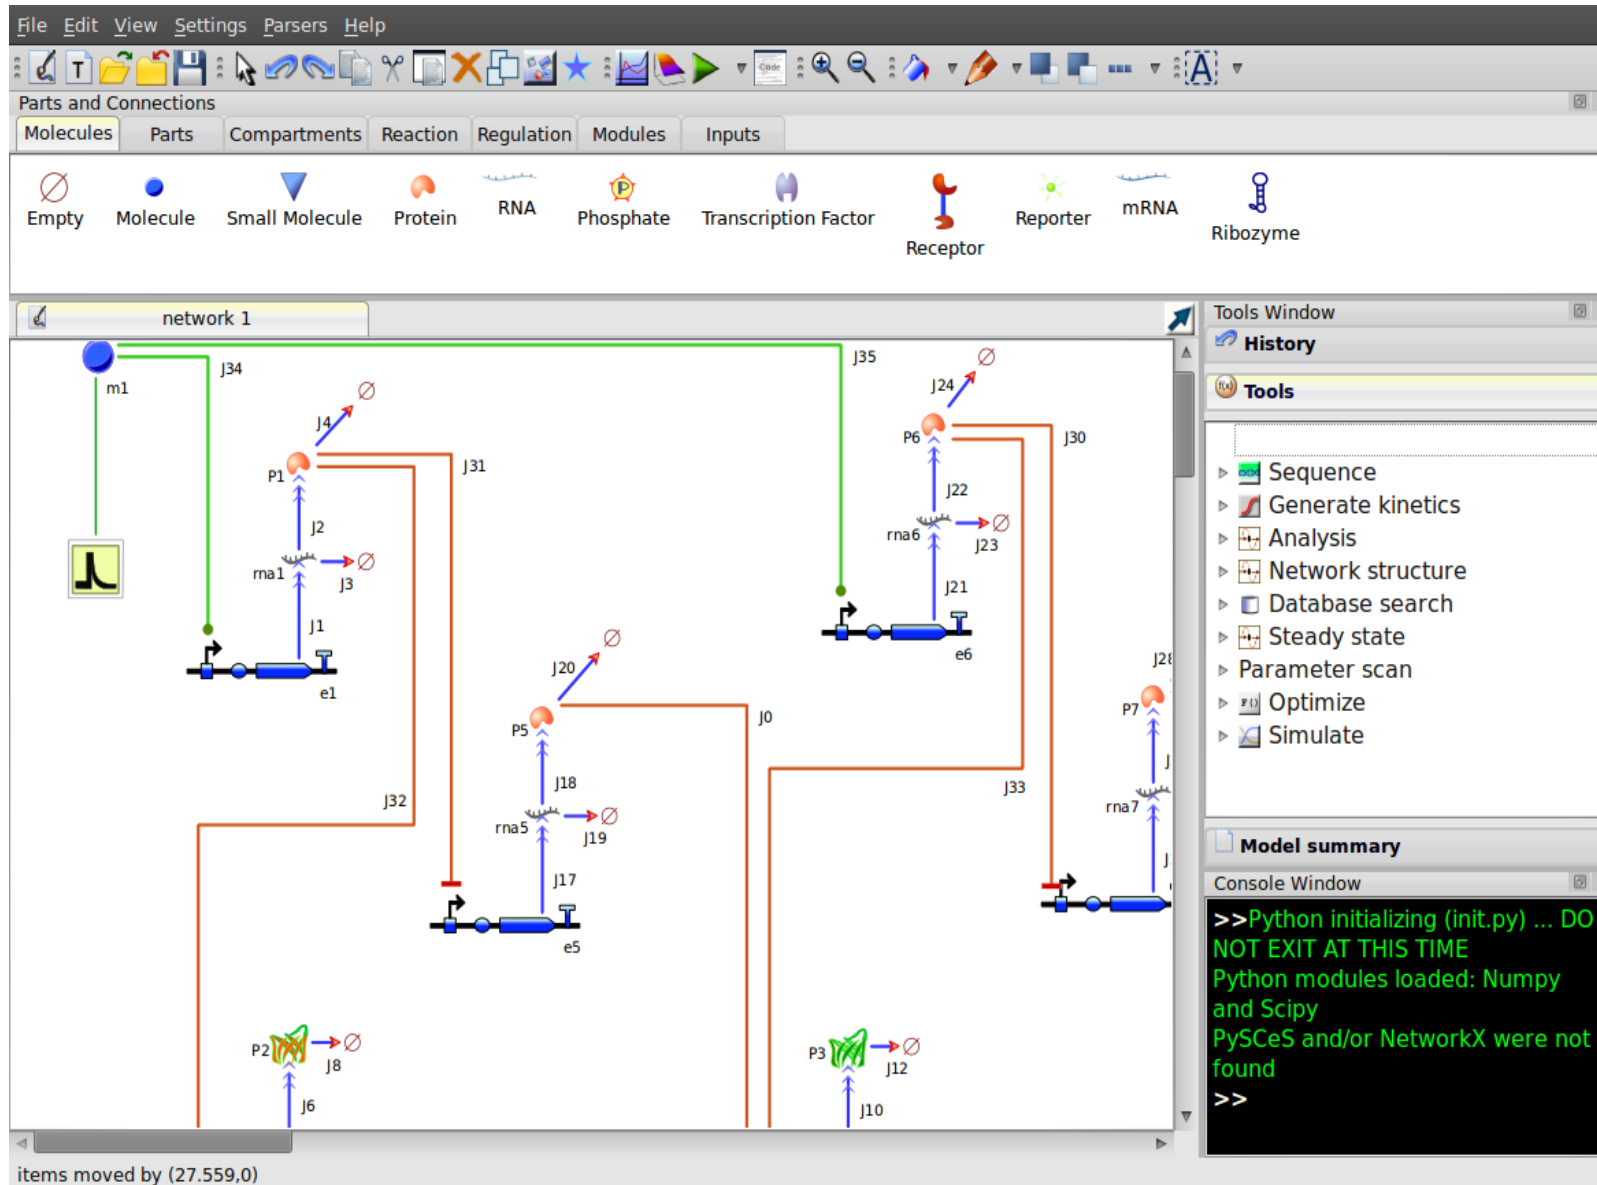 File Edit View Settings Parsers Help
T Code A
Parts and Connections
Molecules Parts Compartments Reaction Regulation Modules Inputs
Empty Molecule Small Molecule Protein RNA P Phosphate Transcription Factor Receptor Reporter mRNA Ribozyme
network 1
m1
J34
J35
J4
J24
P1
J31
P6
J30
J2
J22
rna1
J3
rna6
J23
J1
J21
e1
e6
J20
J28
P5
J0
P7
J18
J32
J33
rna5
J19
rna7
J17
e5
P2
J8
P3
J12
J6
J10
Tools Window
History
f(x) Tools
Sequence
Generate kinetics
Analysis
Network structure
Database search
Steady state
Parameter scan
F() Optimize
Simulate
Model summary
Console Window
>>Python initializing (init.py) ... DO
NOT EXIT AT THIS TIME
Python modules loaded: Numpy
and Scipy
PySCeS and/or NetworkX were not
found
>>
items moved by (27.559,0)